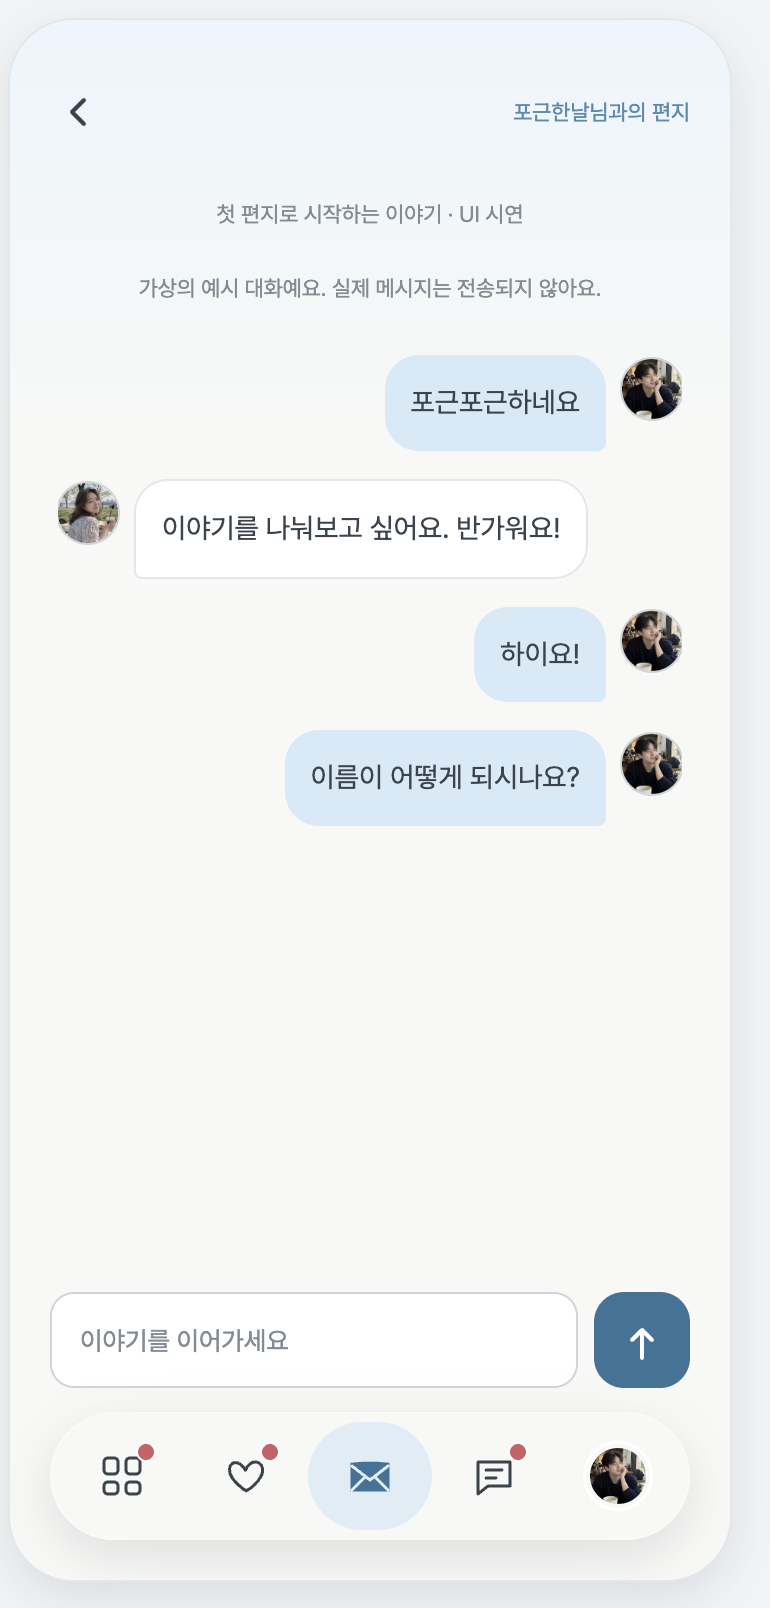 포근한날님과의 편지
첫 편지로 시작하는 이야기 · UI 시연
가상의 예시 대화예요. 실제 메시지는 전송되지 않아요.
포근포근하네요
이야기를 나눠보고 싶어요. 반가워요!
하이요!
이름이 어떻게 되시나요?
이야기를 이어가세요